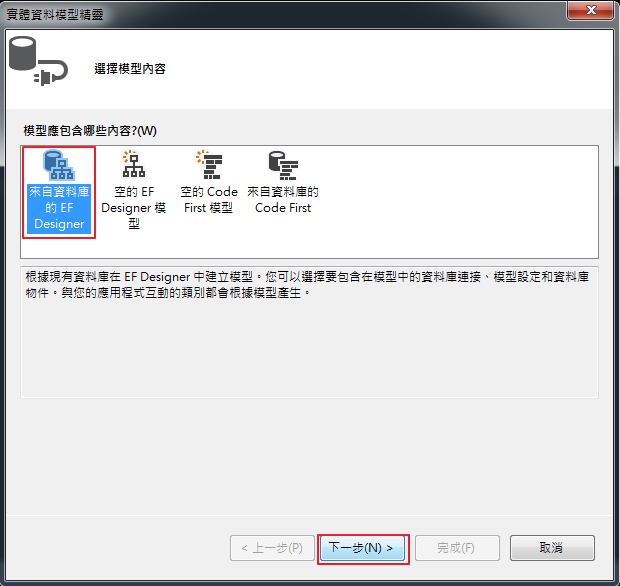 實體資料模型精靈
選擇模型內容
模型應包含哪些內容?(W)
來自資料庫
的 EF
Designer
空的 EF
Designer 模
型
空的 Code
First 模型
來自資料庫的
Code First
根據現有資料庫在 EF Designer 中建立模型。您可以選擇要包含在模型中的資料庫連接、模型設定和資料庫
物件。與您的應用程式互動的類別都會根據模型產生。
< 上一步(P)
下一步(N) >
完成(F)
取消